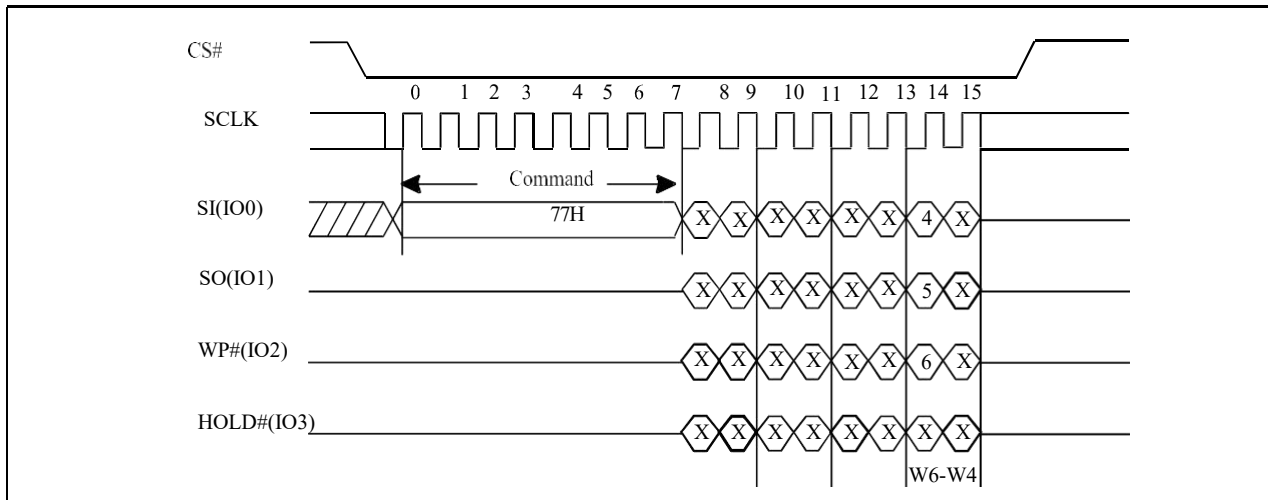 CS#
0 1 2 3 4 5 6 7 8 9 10 11 12 13 14 15
SCLK
Command
SI(IO0) 77H X X X X X X 4 X
SO(IO1) X X X X X X 5 X
WP#(IO2) X X X X X X 6 X
HOLD#(IO3) X X X X X X X X
W6-W4